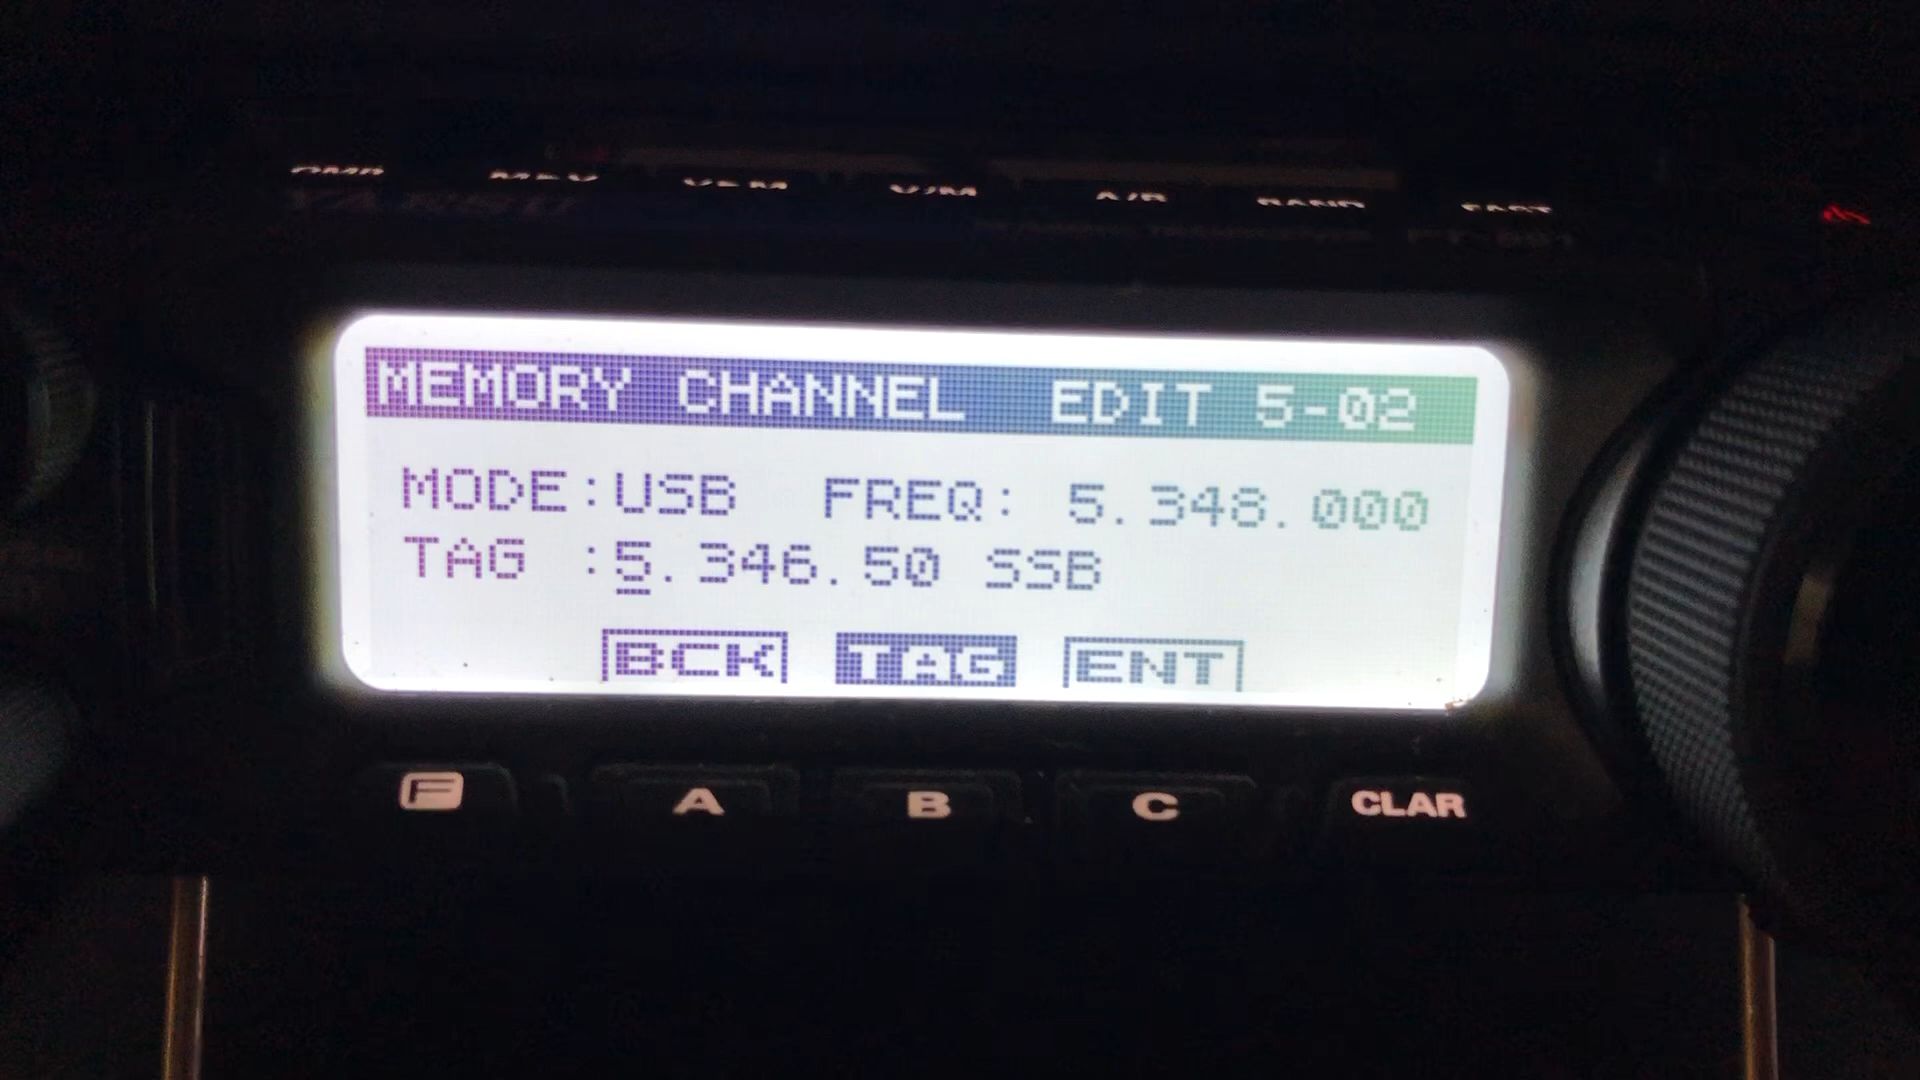 YAESU
MEMORY CHANNEL EDIT 5-02
MODE:USB FREQ: 5.348.000
TAG :5.346.50 SSB
BCK TAG ENT
F A B C CLAR